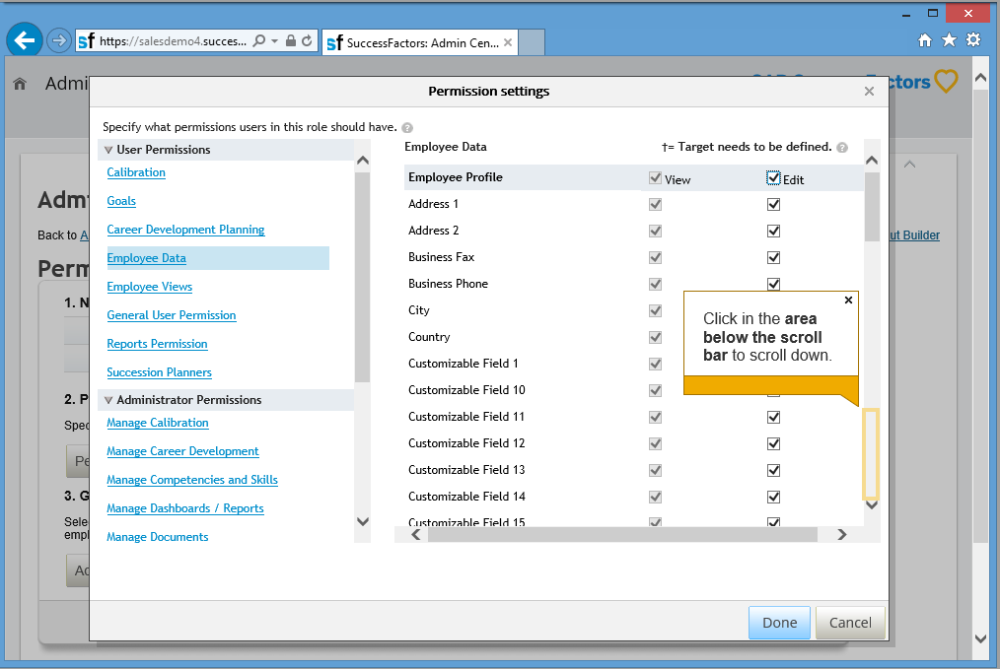 https://salesdemo4.succes...
SuccessFactors: Admin Cen...
Admi
ctors
Permission settings
Specify what permissions users in this role should have.
User Permissions
Calibration
Goals
Career Development Planning
Employee Data
Employee Views
General User Permission
Reports Permission
Succession Planners
Administrator Permissions
Manage Calibration
Manage Career Development
Manage Competencies and Skills
Manage Dashboards / Reports
Manage Documents
Employee Data
†= Target needs to be defined.
Employee Profile
View
Edit
Address 1
Address 2
Business Fax
Business Phone
City
Country
Customizable Field 1
Customizable Field 10
Customizable Field 11
Customizable Field 12
Customizable Field 13
Customizable Field 14
Customizable Field 15
Click in the area
below the scroll
bar to scroll down.
Done
Cancel
Adm
Back to A
ut Builder
Perm
1. N
2. P
Spec
Pe
3. G
Sele
empl
Ad